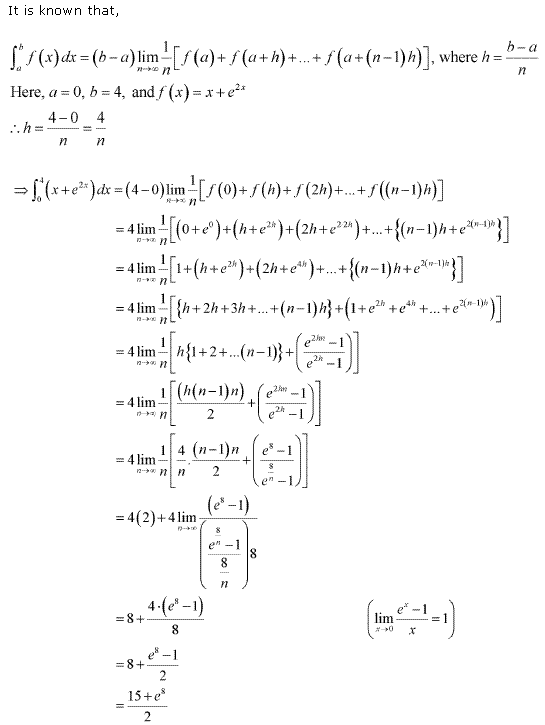 It is known that,
∫_a^b f(x)dx = (b−a) lim_{n→∞} 1/n [f(a)+f(a+h)+...+f(a+(n−1)h)], where h = (b−a)/n
Here, a = 0, b = 4, and f(x) = x + e^{2x}
∴ h = (4−0)/n = 4/n
⇒ ∫_0^4 (x+e^{2x})dx = (4−0) lim_{n→∞} 1/n [f(0)+f(h)+f(2h)+...+f((n−1)h)]
= 4 lim_{n→∞} 1/n [(0+e^0)+(h+e^{2h})+(2h+e^{2·2h})+...+{(n−1)h+e^{2(n−1)h}}]
= 4 lim_{n→∞} 1/n [1+(h+e^{2h})+(2h+e^{4h})+...+{(n−1)h+e^{2(n−1)h}}]
= 4 lim_{n→∞} 1/n [{h+2h+3h+...+(n−1)h}+(1+e^{2h}+e^{4h}+...+e^{2(n−1)h})]
= 4 lim_{n→∞} 1/n [h{1+2+...(n−1)}+((e^{2hn}−1)/(e^{2h}−1))]
= 4 lim_{n→∞} 1/n [(h(n−1)n)/2+((e^{2hn}−1)/(e^{2h}−1))]
= 4 lim_{n→∞} 1/n [4/n . (n−1)n/2+((e^8−1)/(e^{8/n}−1))]
= 4(2)+4 lim_{n→∞} (e^8−1)/(((e^{8/n}−1)/(8/n))8)
= 8+(4·(e^8−1))/8 (lim_{x→0} (e^x−1)/x = 1)
= 8+(e^8−1)/2
= (15+e^8)/2